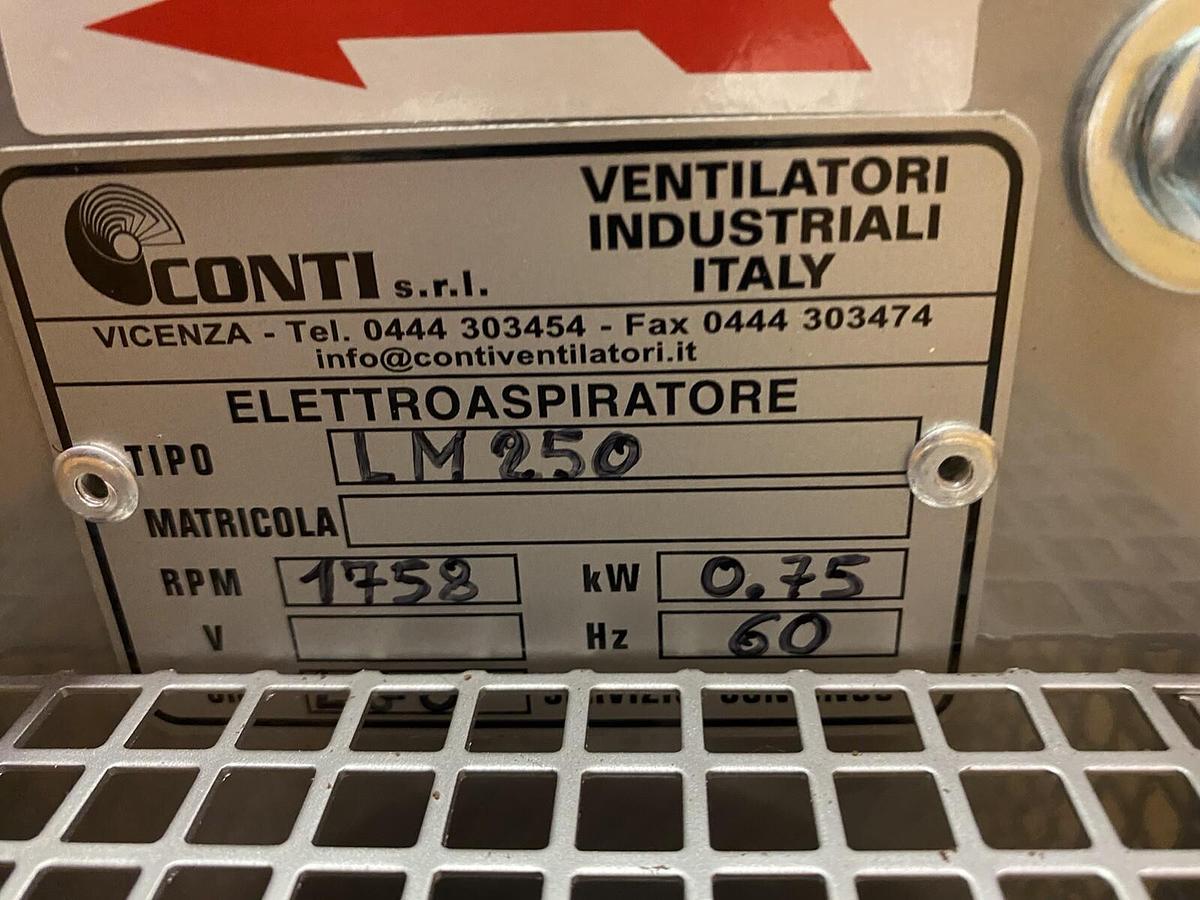 CONTI s.r.l.
VENTILATORI
INDUSTRIALI
ITALY
VICENZA - Tel. 0444 303454 - Fax 0444 303474
info@contiventilatori.it
ELETTROASPIRATORE
TIPO LM 250
MATRICOLA
RPM 1758 kW 0.75
V Hz 60